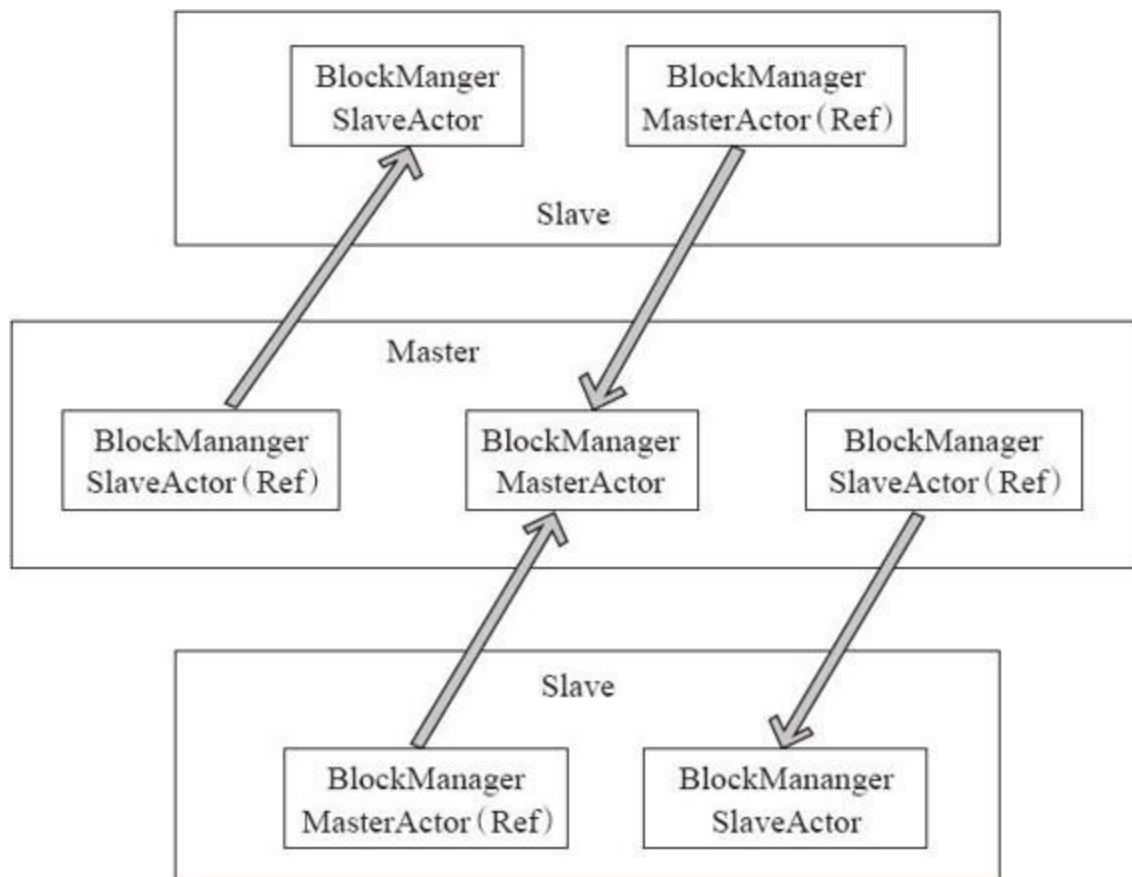 BlockManger
SlaveActor
BlockManager
MasterActor(Ref)
Slave
Master
BlockMananger
SlaveActor(Ref)
BlockManager
MasterActor
BlockManager
SlaveActor(Ref)
Slave
BlockManager
MasterActor(Ref)
BlockMananger
SlaveActor